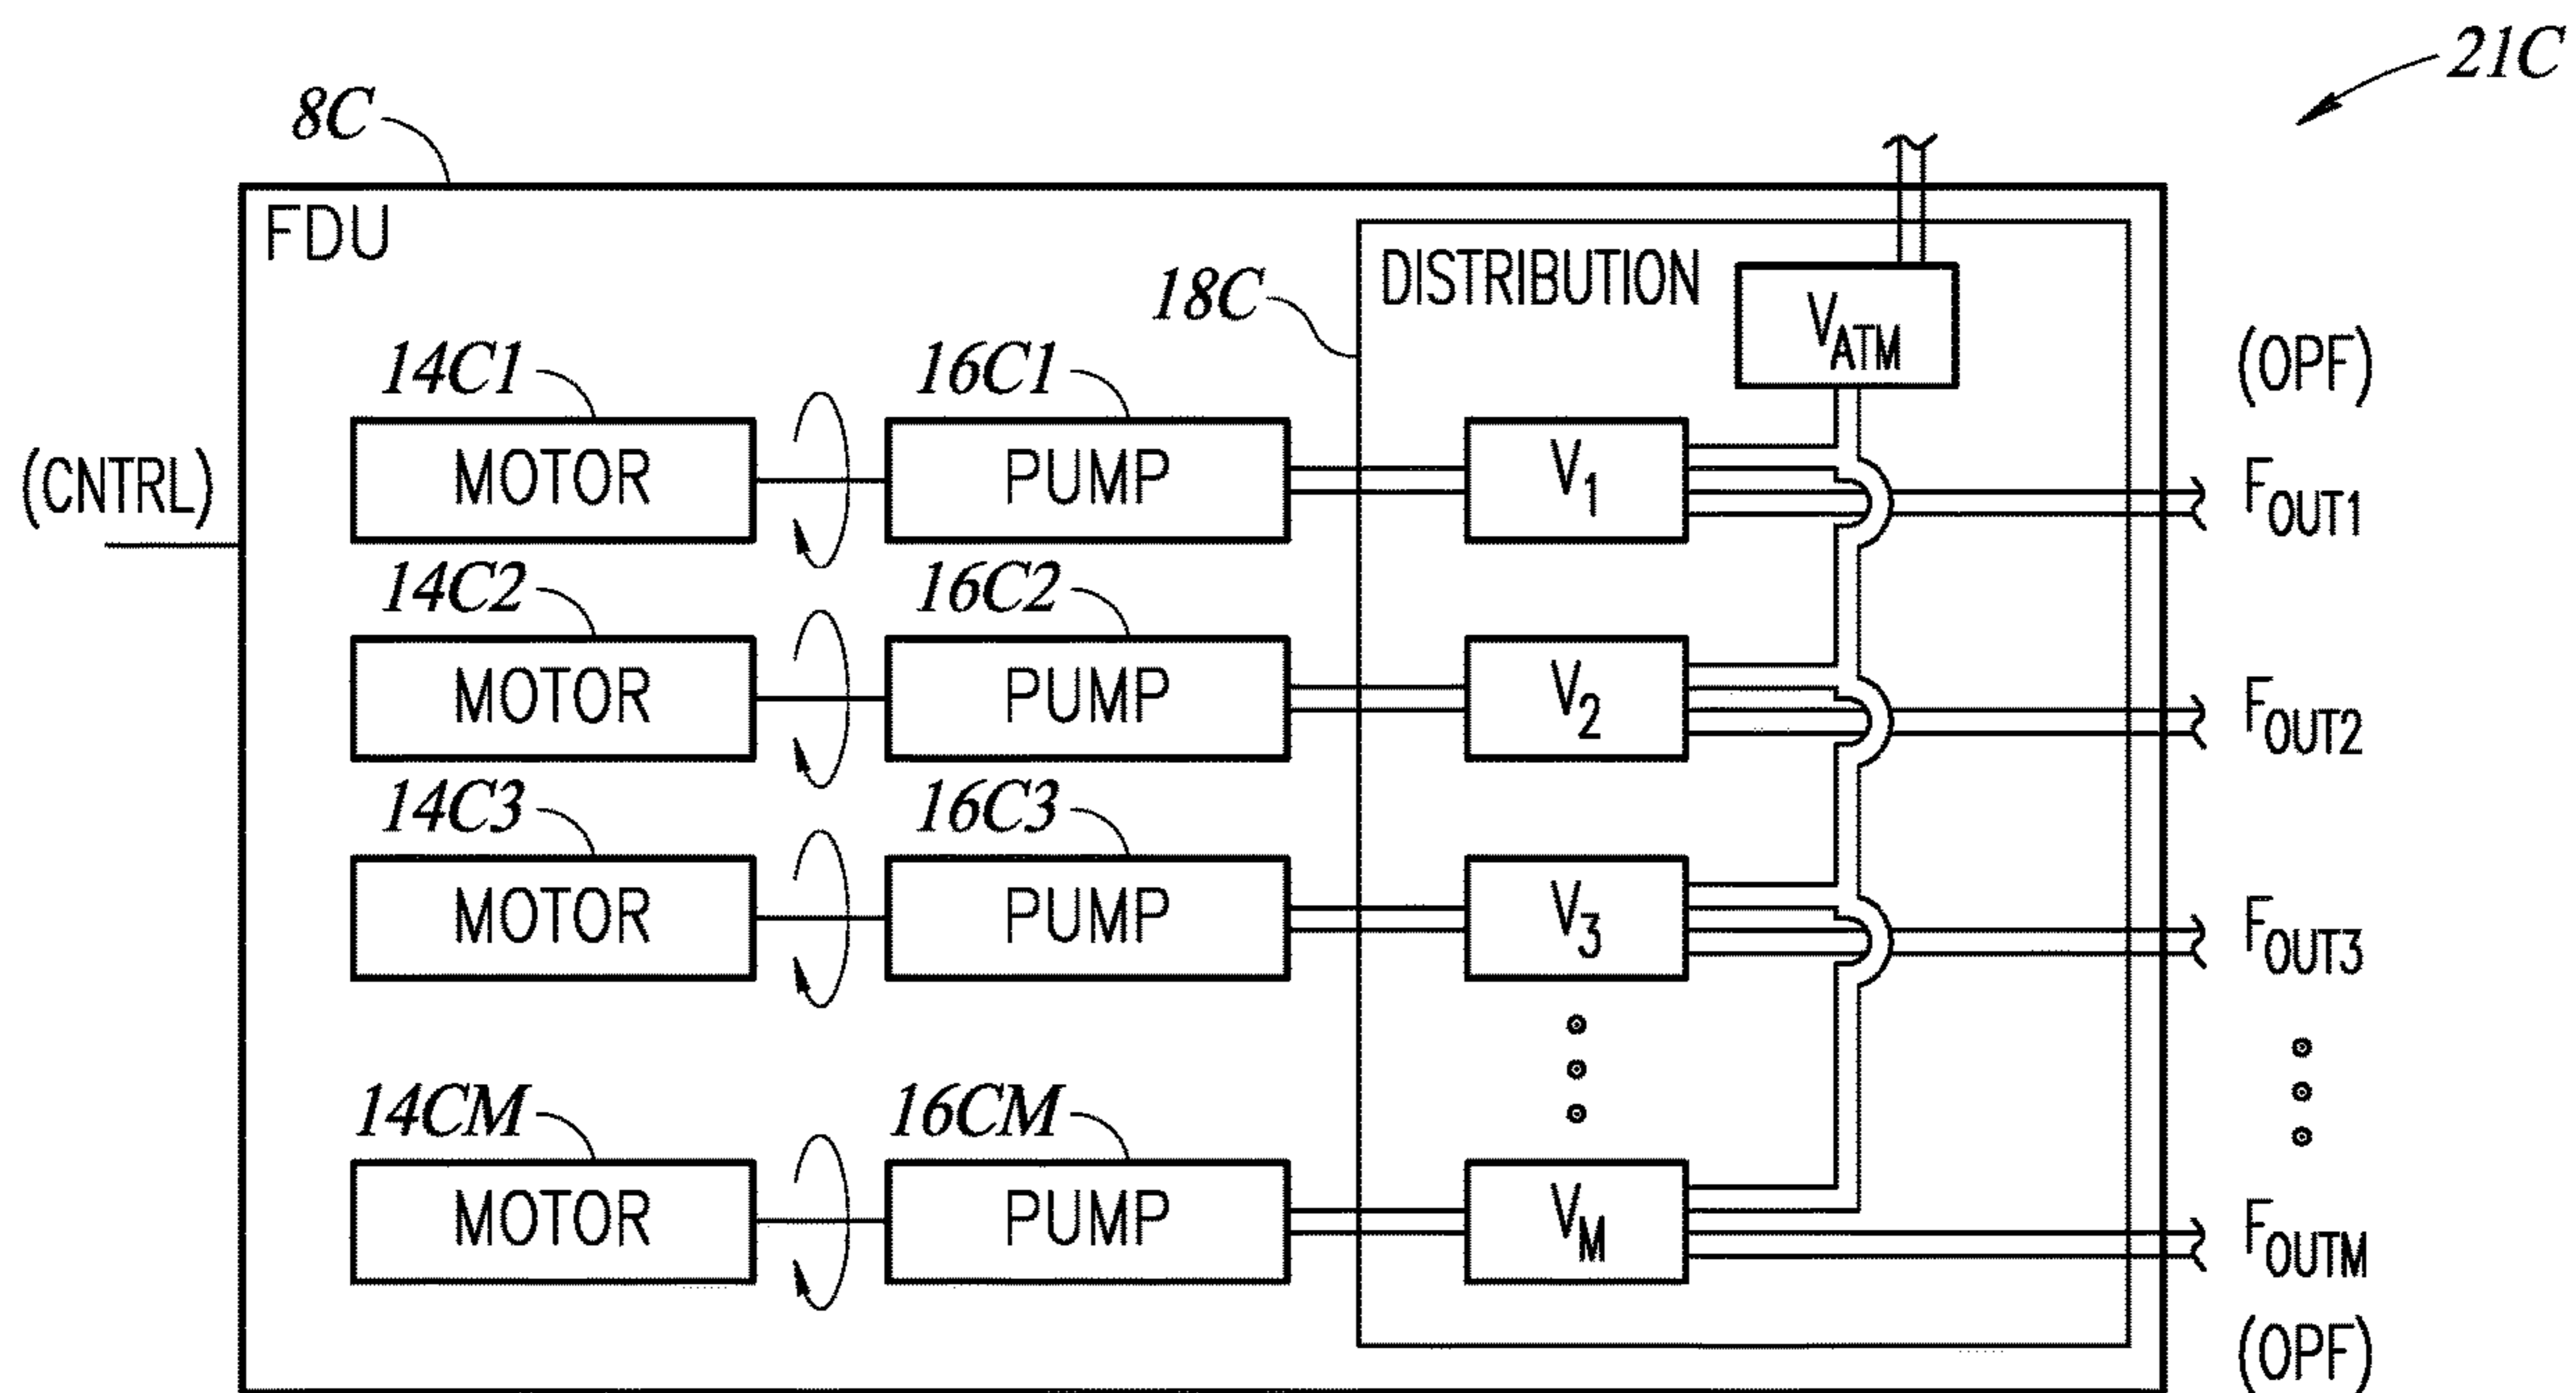 21C
8C
FDU
18C
DISTRIBUTION
VATM
(OPF)
14C1
16C1
(CNTRL)
MOTOR
PUMP
V1
FOUT1
14C2
16C2
MOTOR
PUMP
V2
FOUT2
14C3
16C3
MOTOR
PUMP
V3
FOUT3
14CM
16CM
MOTOR
PUMP
VM
FOUTM
(OPF)